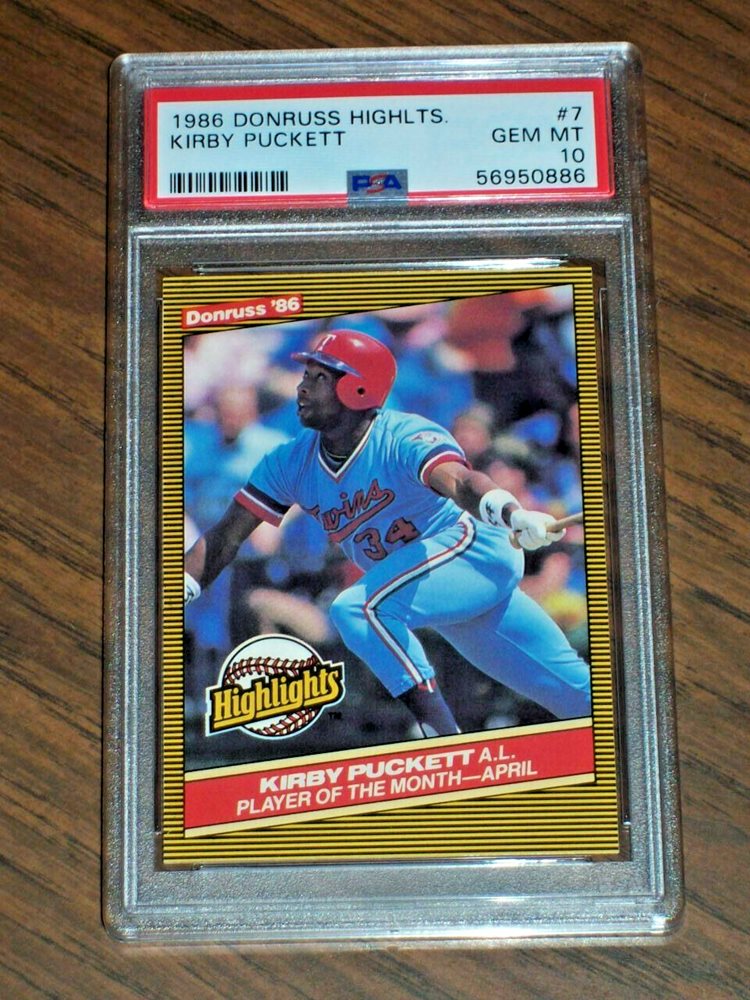 1986 DONRUSS HIGHLTS. #7
KIRBY PUCKETT GEM MT
10
PSA 56950886
Donruss '86
T
Twins
34
Highlights™
KIRBY PUCKETT A.L.
PLAYER OF THE MONTH—APRIL